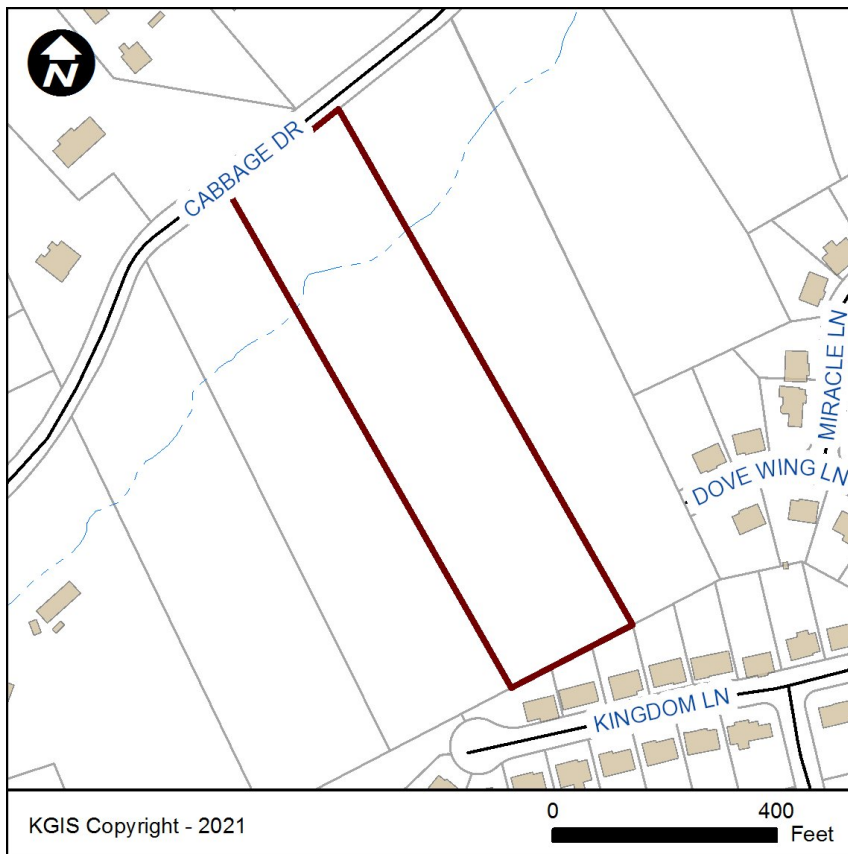 N
CABBAGE DR
MIRACLE LN
DOVE WING LN
KINGDOM LN
KGIS Copyright - 2021
0 400
Feet